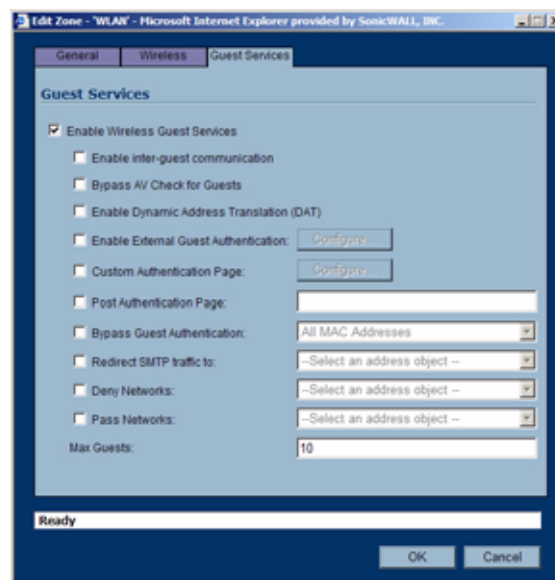 Edit Zone - 'WLAN' - Microsoft Internet Explorer provided by SonicWALL, INC.
General Wireless Guest Services
Guest Services
Enable Wireless Guest Services
Enable inter-guest communication
Bypass AV Check for Guests
Enable Dynamic Address Translation (DAT)
Enable External Guest Authentication: Configure...
Custom Authentication Page: Configure...
Post Authentication Page:
Bypass Guest Authentication: All MAC Addresses
Redirect SMTP traffic to: --Select an address object --
Deny Networks: --Select an address object --
Pass Networks: --Select an address object --
Max Guests: 10
Ready
OK Cancel